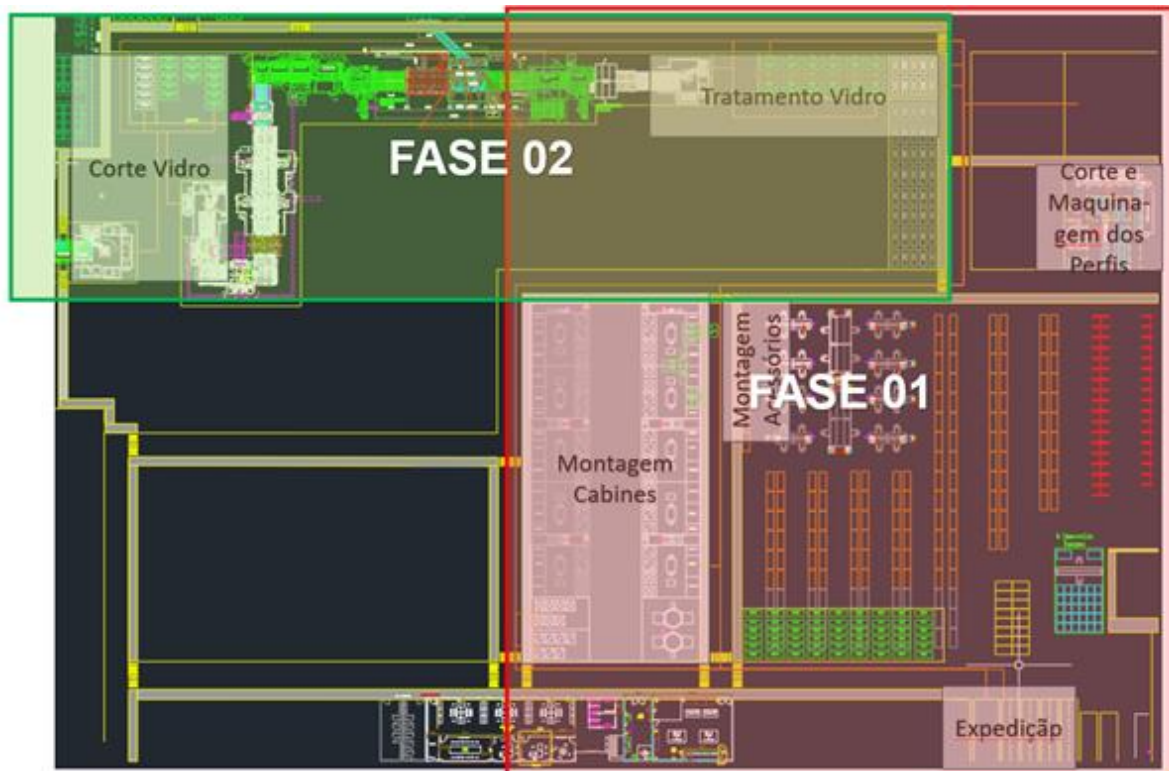 Tratamento Vidro
Corte Vidro
FASE 02
Corte e
Maquina-
gem dos
Perfis
Montagem
Acessórios
FASE 01
Montagem
Cabines
Expedição